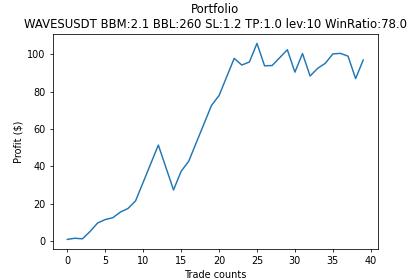 Portfolio
WAVESUSDT BBM:2.1 BBL:260 SL:1.2 TP:1.0 lev:10 WinRatio:78.0
100
80
60
40
20
0
Profit ($)
0 5 10 15 20 25 30 35 40
Trade counts